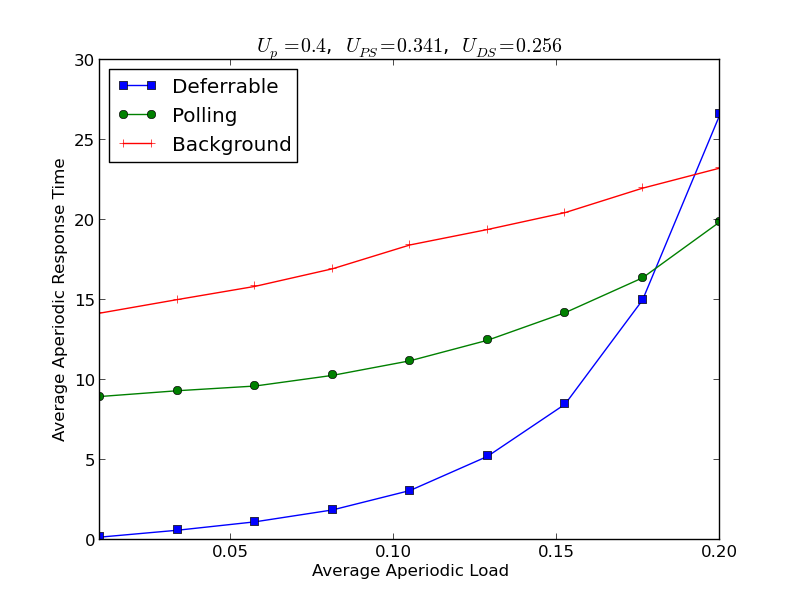 U_p = 0.4, U_PS = 0.341, U_DS = 0.256
30
25
20
15
10
5
0
Average Aperiodic Response Time
Deferrable
Polling
Background
0.05 0.10 0.15 0.20
Average Aperiodic Load